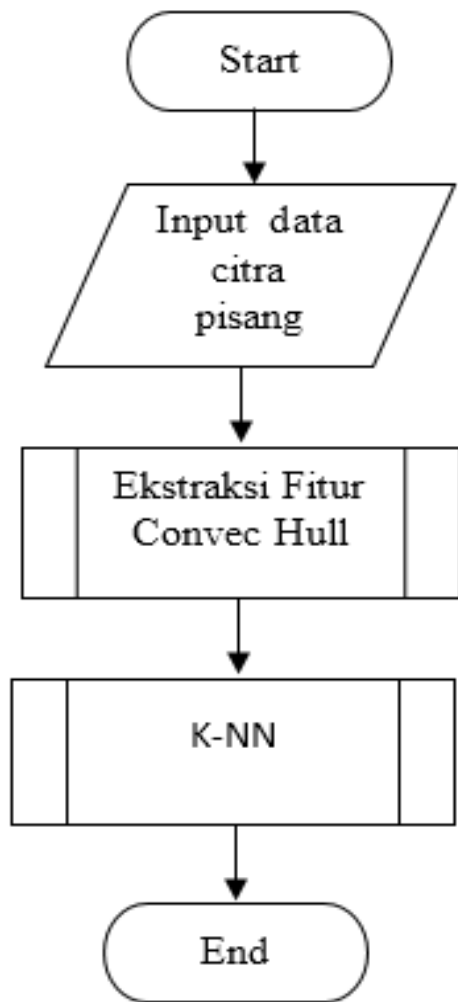 Start
Input data
citra
pisang
Ekstraksi Fitur
Convec Hull
K-NN
End